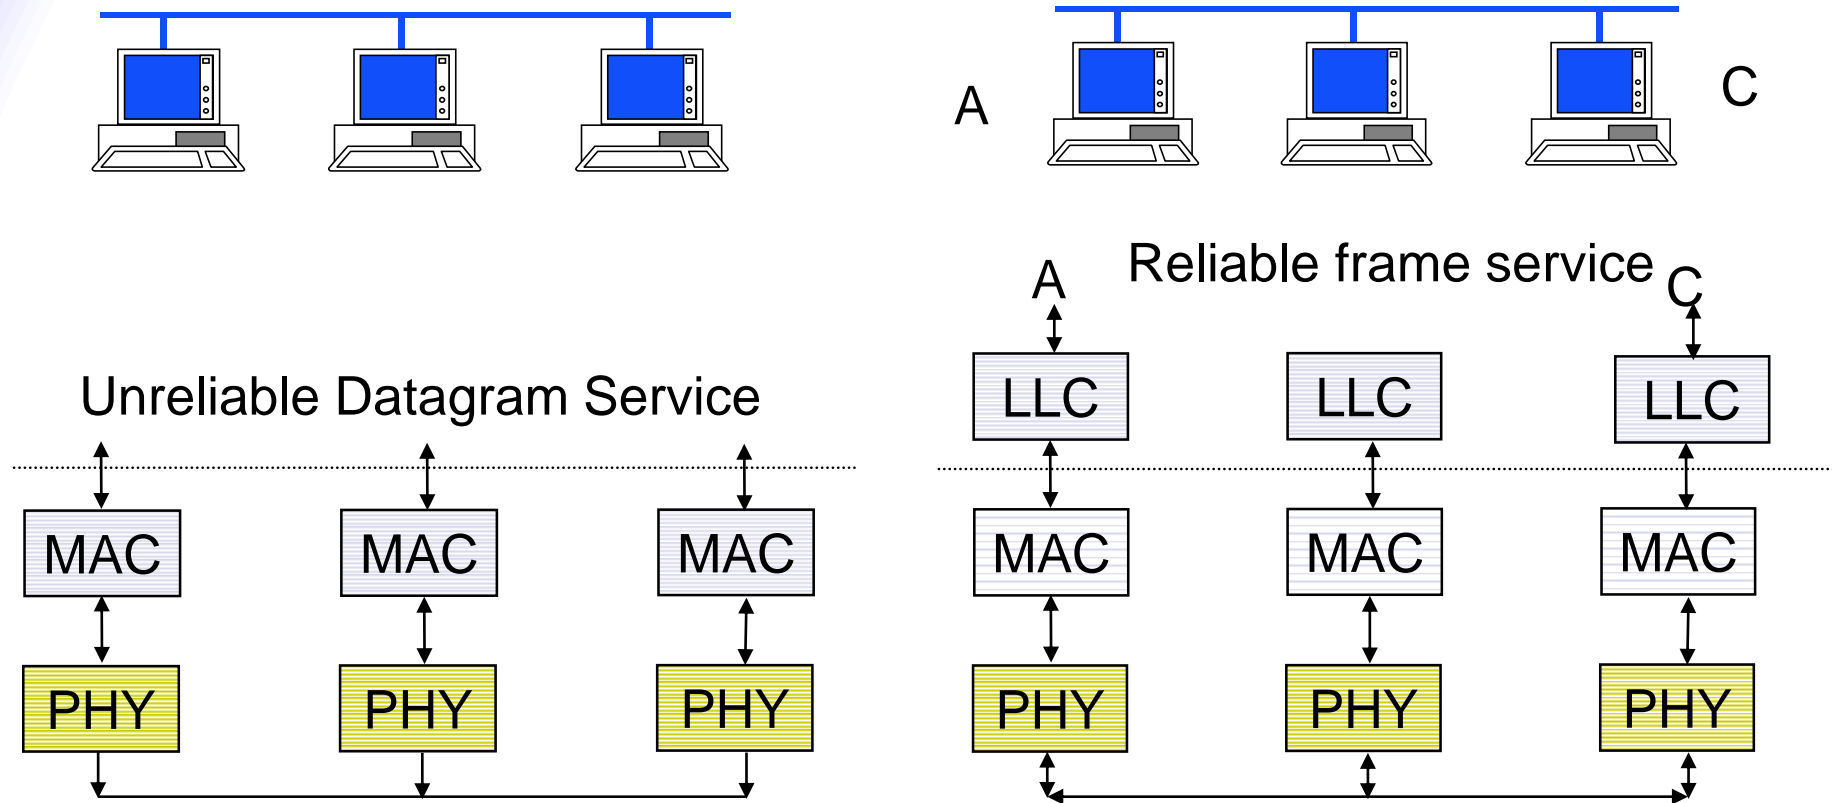 A
C
Unreliable Datagram Service
MAC MAC MAC
PHY PHY PHY
Reliable frame service
A
C
LLC LLC LLC
MAC MAC MAC
PHY PHY PHY